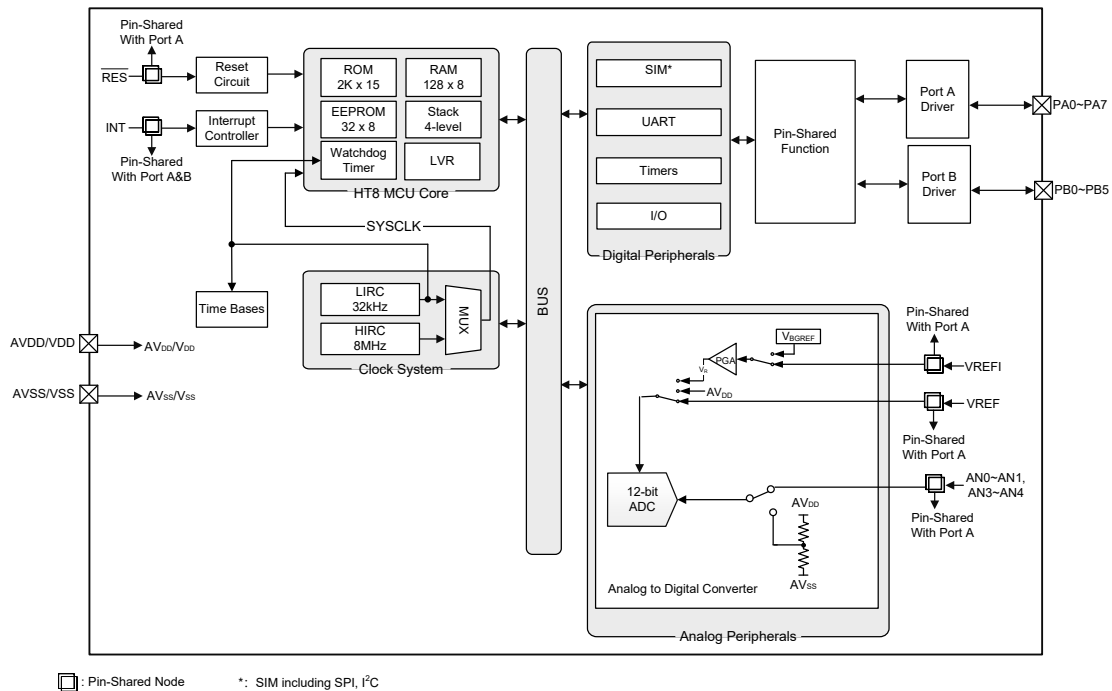 Pin-Shared
With Port A
RES
Reset
Circuit
INT
Interrupt
Controller
Pin-Shared
With Port A&B
ROM
2K x 15
RAM
128 x 8
EEPROM
32 x 8
Stack
4-level
Watchdog
Timer
LVR
HT8 MCU Core
SYSCLK
Time Bases
LIRC
32kHz
HIRC
8MHz
MUX
Clock System
AVDD/VDD
AVDD/VDD
AVSS/VSS
AVSS/VSS
BUS
SIM*
UART
Timers
I/O
Digital Peripherals
Pin-Shared
Function
Port A
Driver
Port B
Driver
PA0~PA7
PB0~PB5
VBGREF
PGA
VR
AVDD
Pin-Shared
With Port A
VREFI
VREF
Pin-Shared
With Port A
12-bit
ADC
AN0~AN1,
AN3~AN4
Pin-Shared
With Port A
AVDD
AVSS
Analog to Digital Converter
Analog Peripherals
: Pin-Shared Node
*: SIM including SPI, I²C